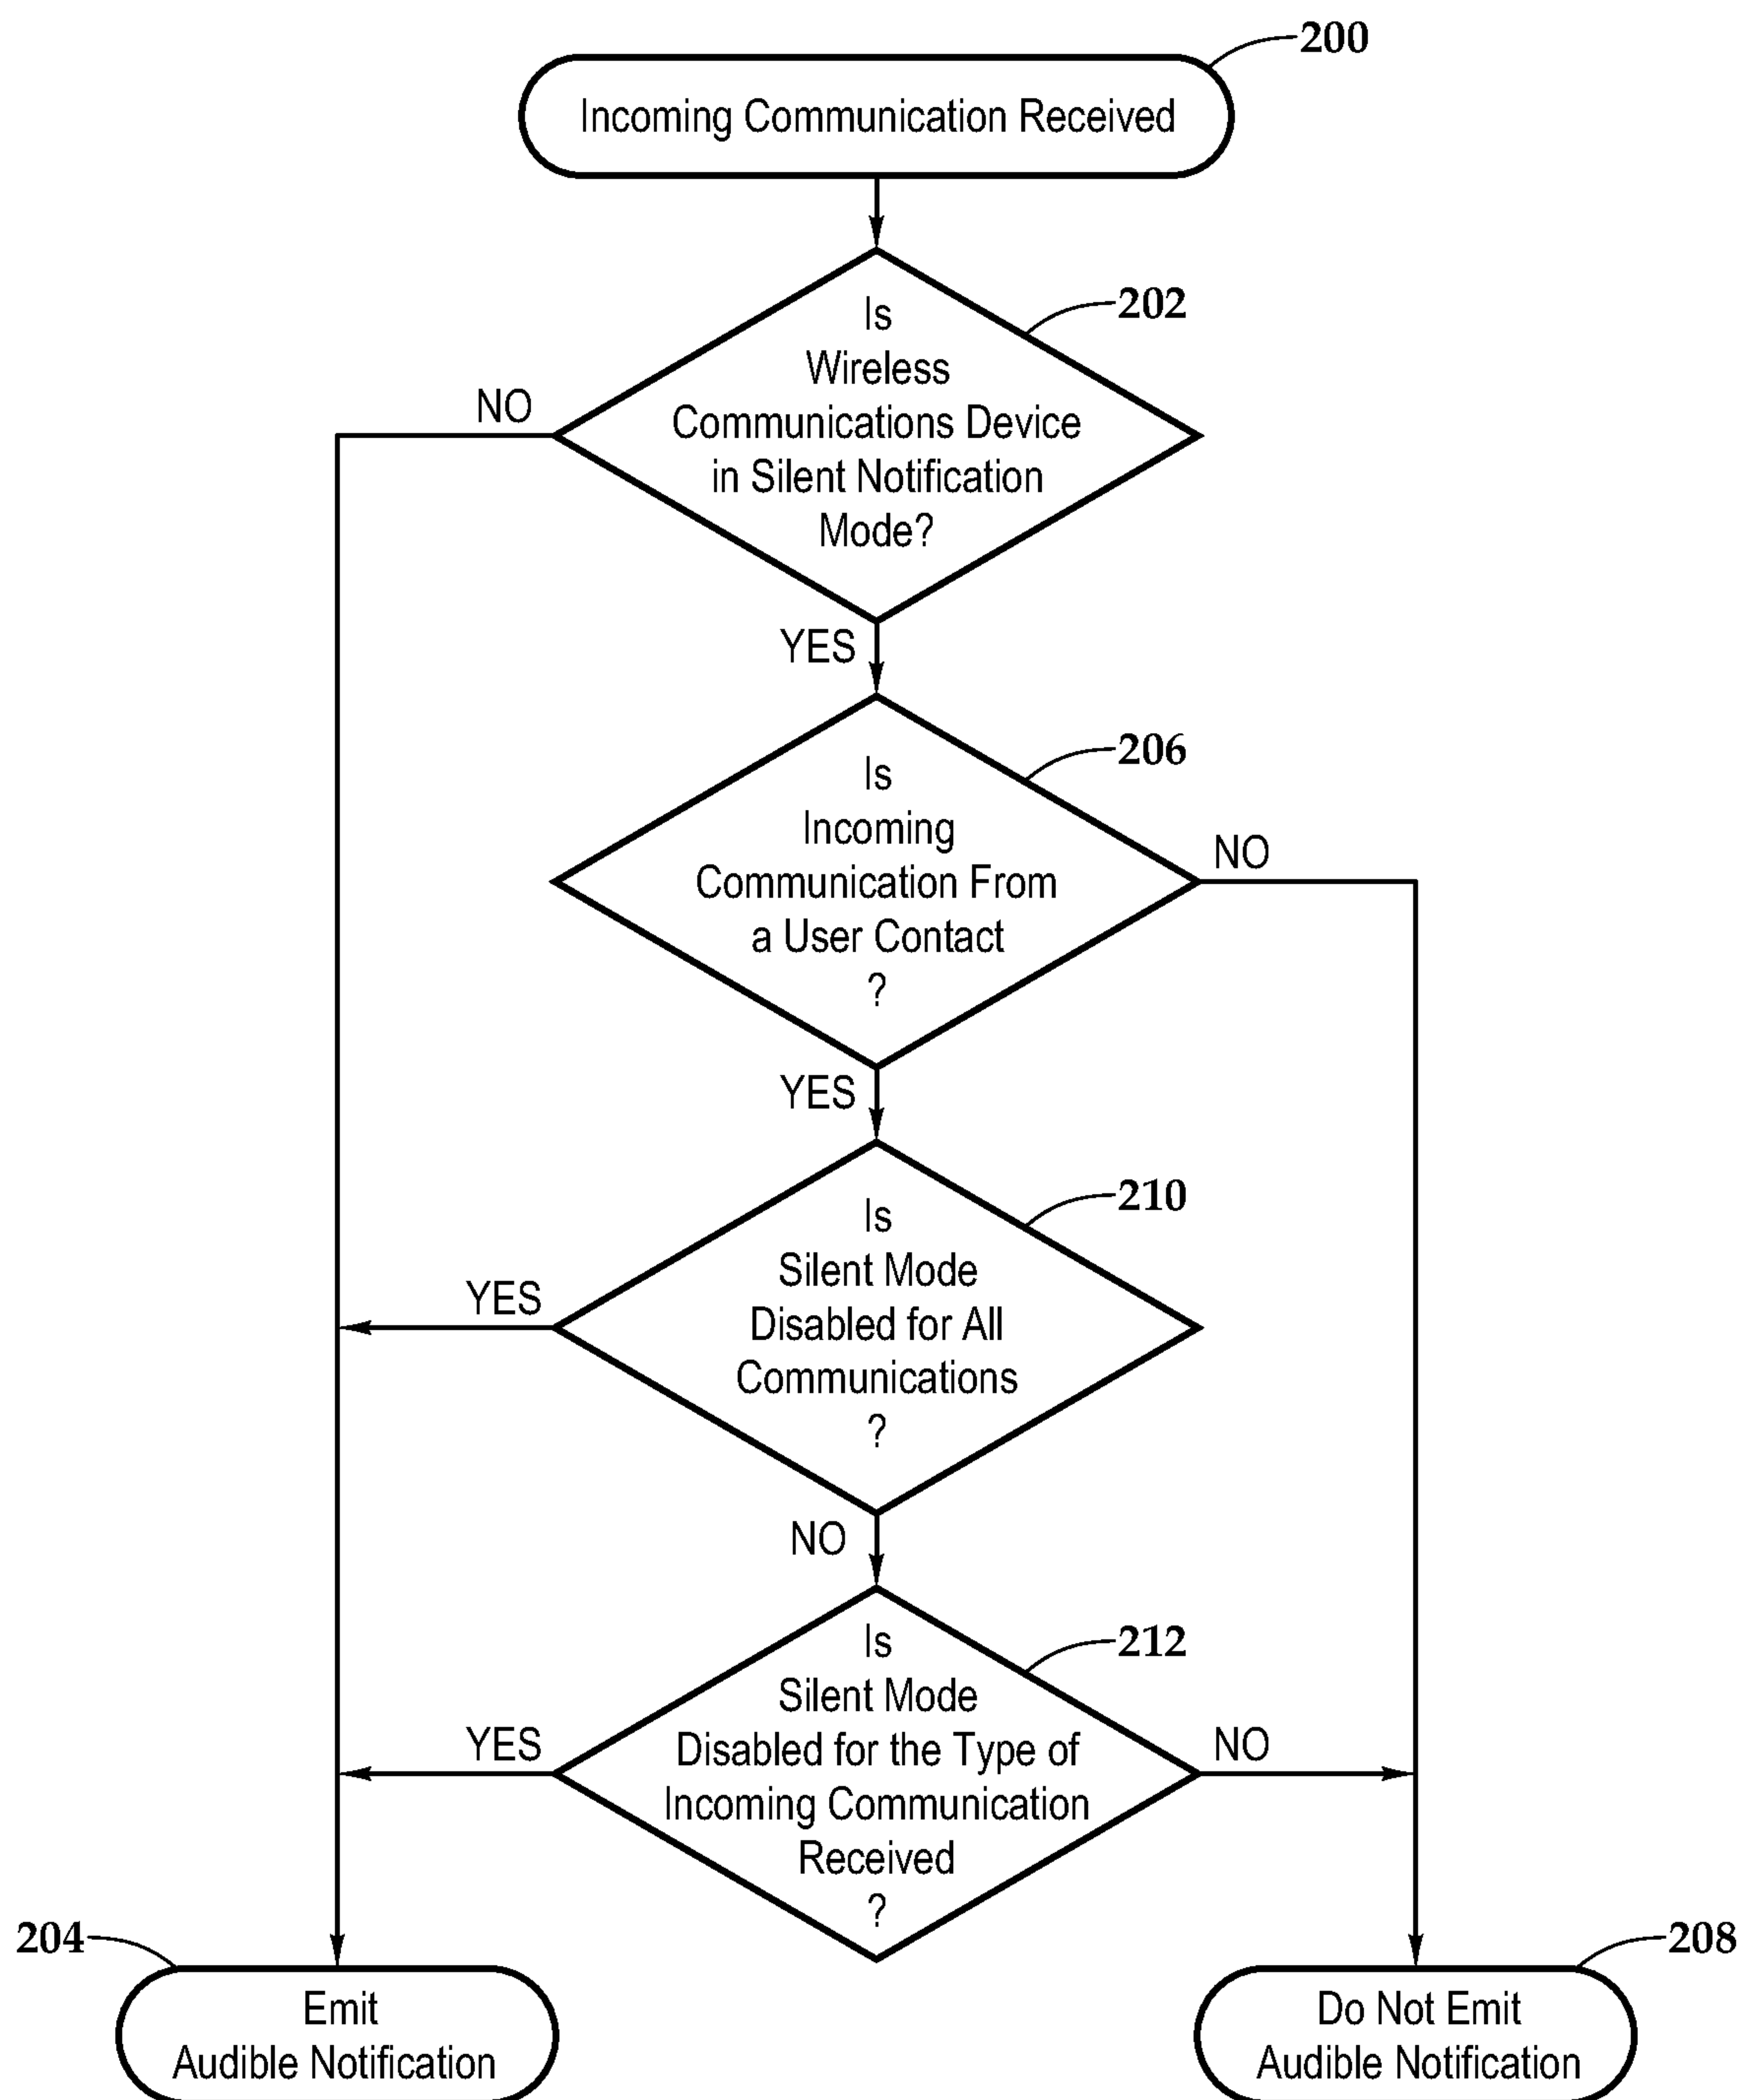 200
Incoming Communication Received
202
Is
Wireless
Communications Device
in Silent Notification
Mode?
NO
YES
206
Is
Incoming
Communication From
a User Contact
?
NO
YES
210
Is
Silent Mode
Disabled for All
Communications
?
YES
NO
212
Is
Silent Mode
Disabled for the Type of
Incoming Communication
Received
?
YES
NO
204
Emit
Audible Notification
208
Do Not Emit
Audible Notification